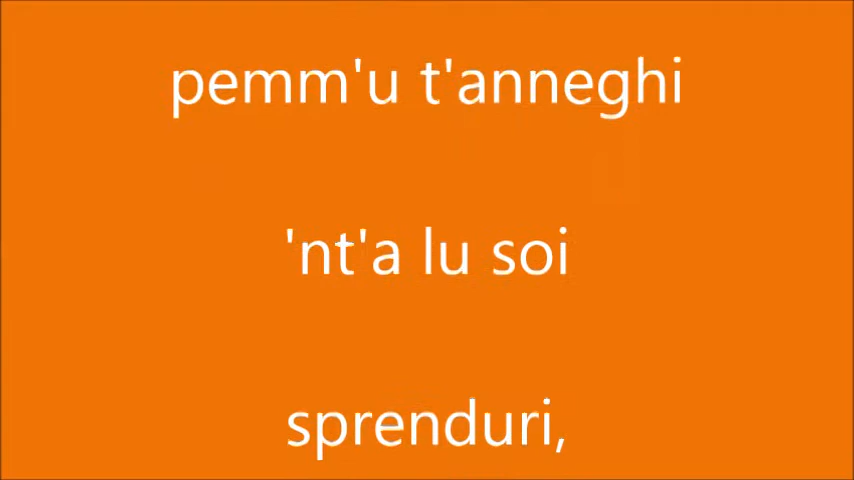 pemm'u t'anneghi
'nt'a lu soi
sprenduri,